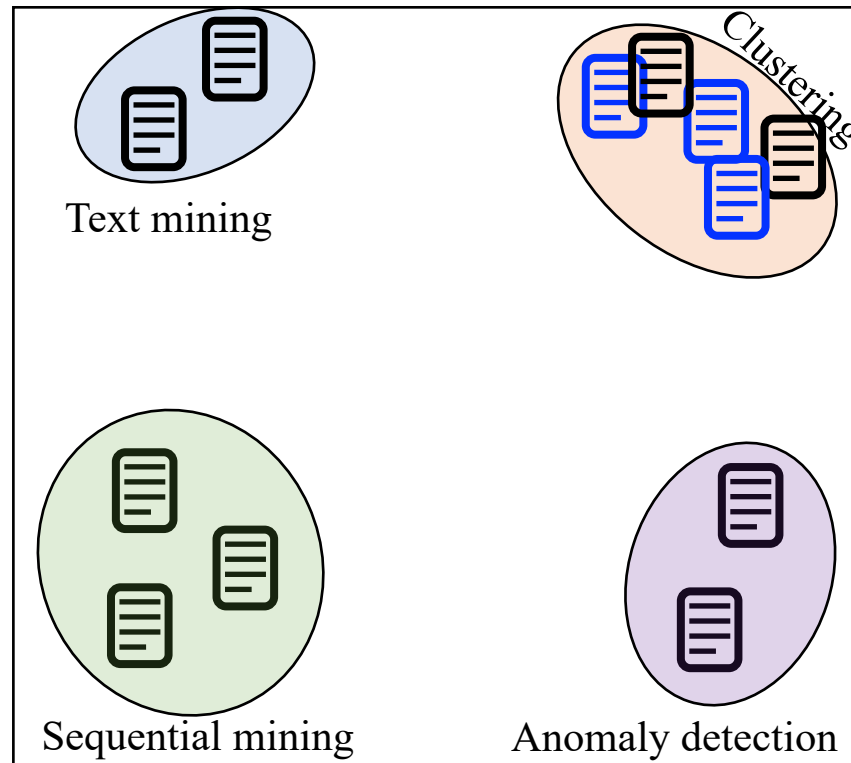 Clustering
Text mining
Sequential mining
Anomaly detection